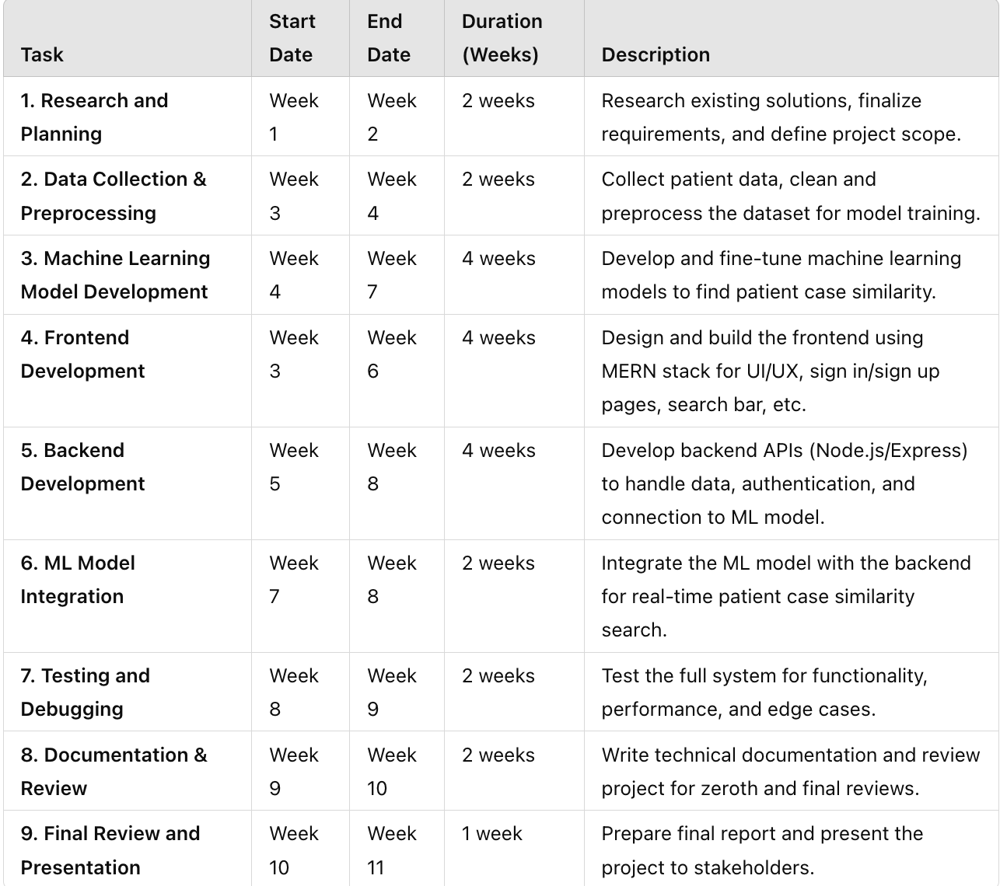 Task
Start
Date
End
Date
Duration
(Weeks)
Description
1. Research and
Planning
Week
1
Week
2
2 weeks
Research existing solutions, finalize
requirements, and define project scope.
2. Data Collection &
Preprocessing
Week
3
Week
4
2 weeks
Collect patient data, clean and
preprocess the dataset for model training.
3. Machine Learning
Model Development
Week
4
Week
7
4 weeks
Develop and fine-tune machine learning
models to find patient case similarity.
4. Frontend
Development
Week
3
Week
6
4 weeks
Design and build the frontend using
MERN stack for UI/UX, sign in/sign up
pages, search bar, etc.
5. Backend
Development
Week
5
Week
8
4 weeks
Develop backend APIs (Node.js/Express)
to handle data, authentication, and
connection to ML model.
6. ML Model
Integration
Week
7
Week
8
2 weeks
Integrate the ML model with the backend
for real-time patient case similarity
search.
7. Testing and
Debugging
Week
8
Week
9
2 weeks
Test the full system for functionality,
performance, and edge cases.
8. Documentation &
Review
Week
9
Week
10
2 weeks
Write technical documentation and review
project for zeroth and final reviews.
9. Final Review and
Presentation
Week
10
Week
11
1 week
Prepare final report and present the
project to stakeholders.